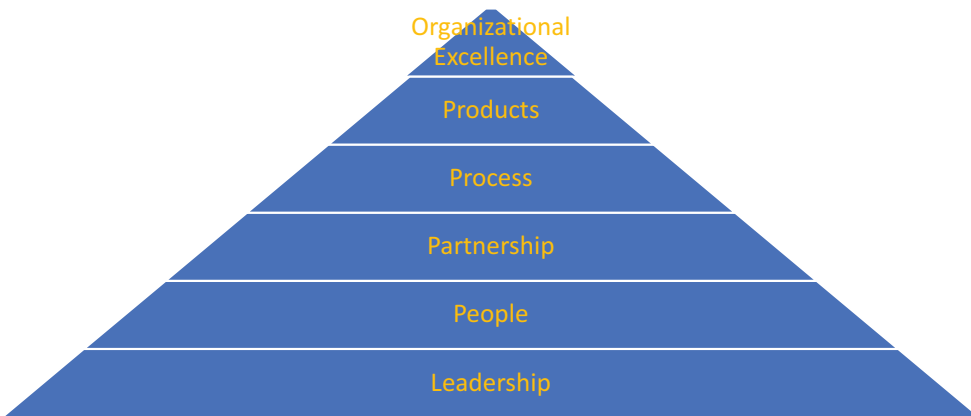 Organizational
Excellence
Products
Process
Partnership
People
Leadership